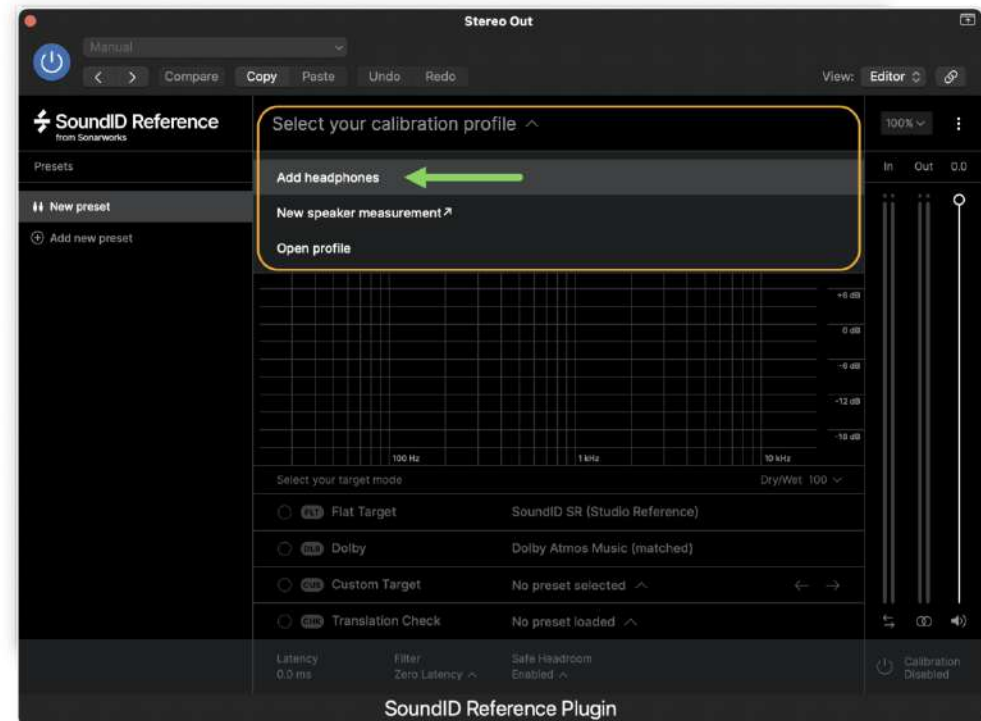 Stereo Out
Manual
Compare Copy Paste Undo Redo View: Editor
SoundID Reference
from Sonarworks
Select your calibration profile
100%
Presets
Add headphones
In Out 0.0
New preset
New speaker measurement
Add new preset
Open profile
+6 dB
0 dB
-6 dB
-12 dB
-18 dB
100 Hz 1 kHz 10 kHz
Select your target mode Dry/Wet 100
FLT Flat Target SoundID SR (Studio Reference)
DLB Dolby Dolby Atmos Music (matched)
CUS Custom Target No preset selected
CHK Translation Check No preset loaded
Latency Filter Safe Headroom Calibration
0.0 ms Zero Latency Enabled Disabled
SoundID Reference Plugin